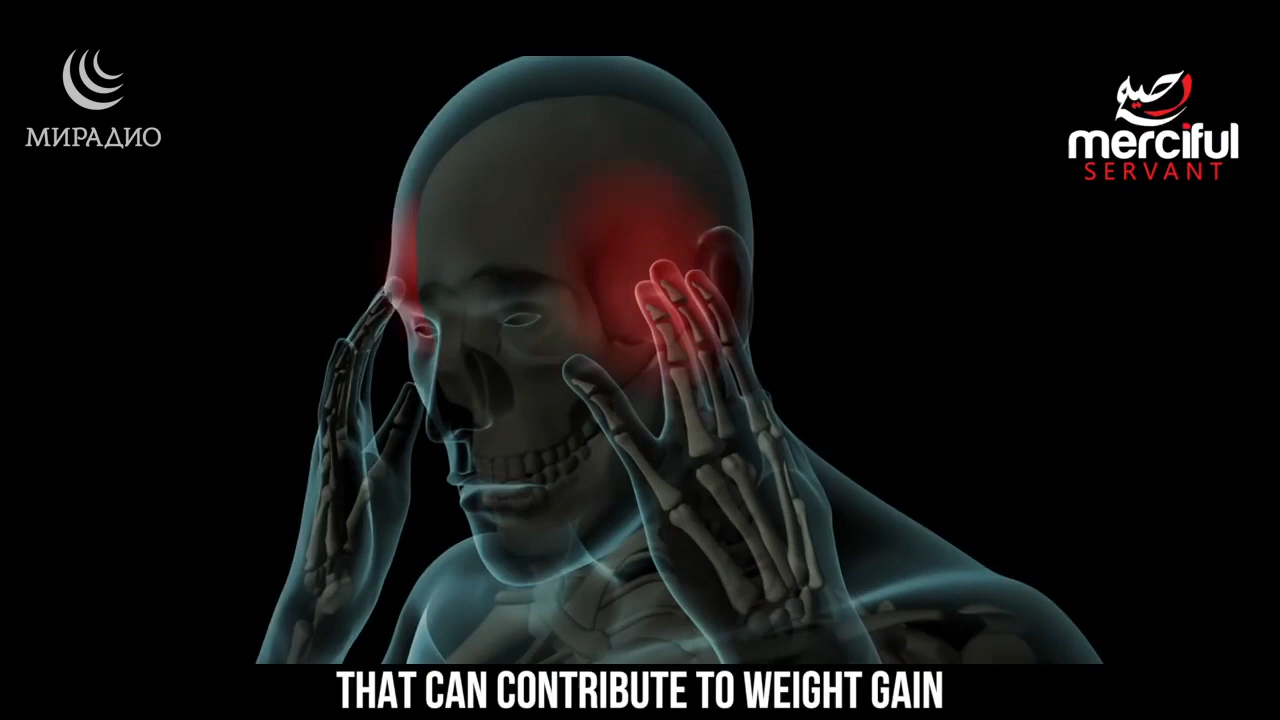 МИРАДИО
رحيم
merciful
SERVANT
THAT CAN CONTRIBUTE TO WEIGHT GAIN